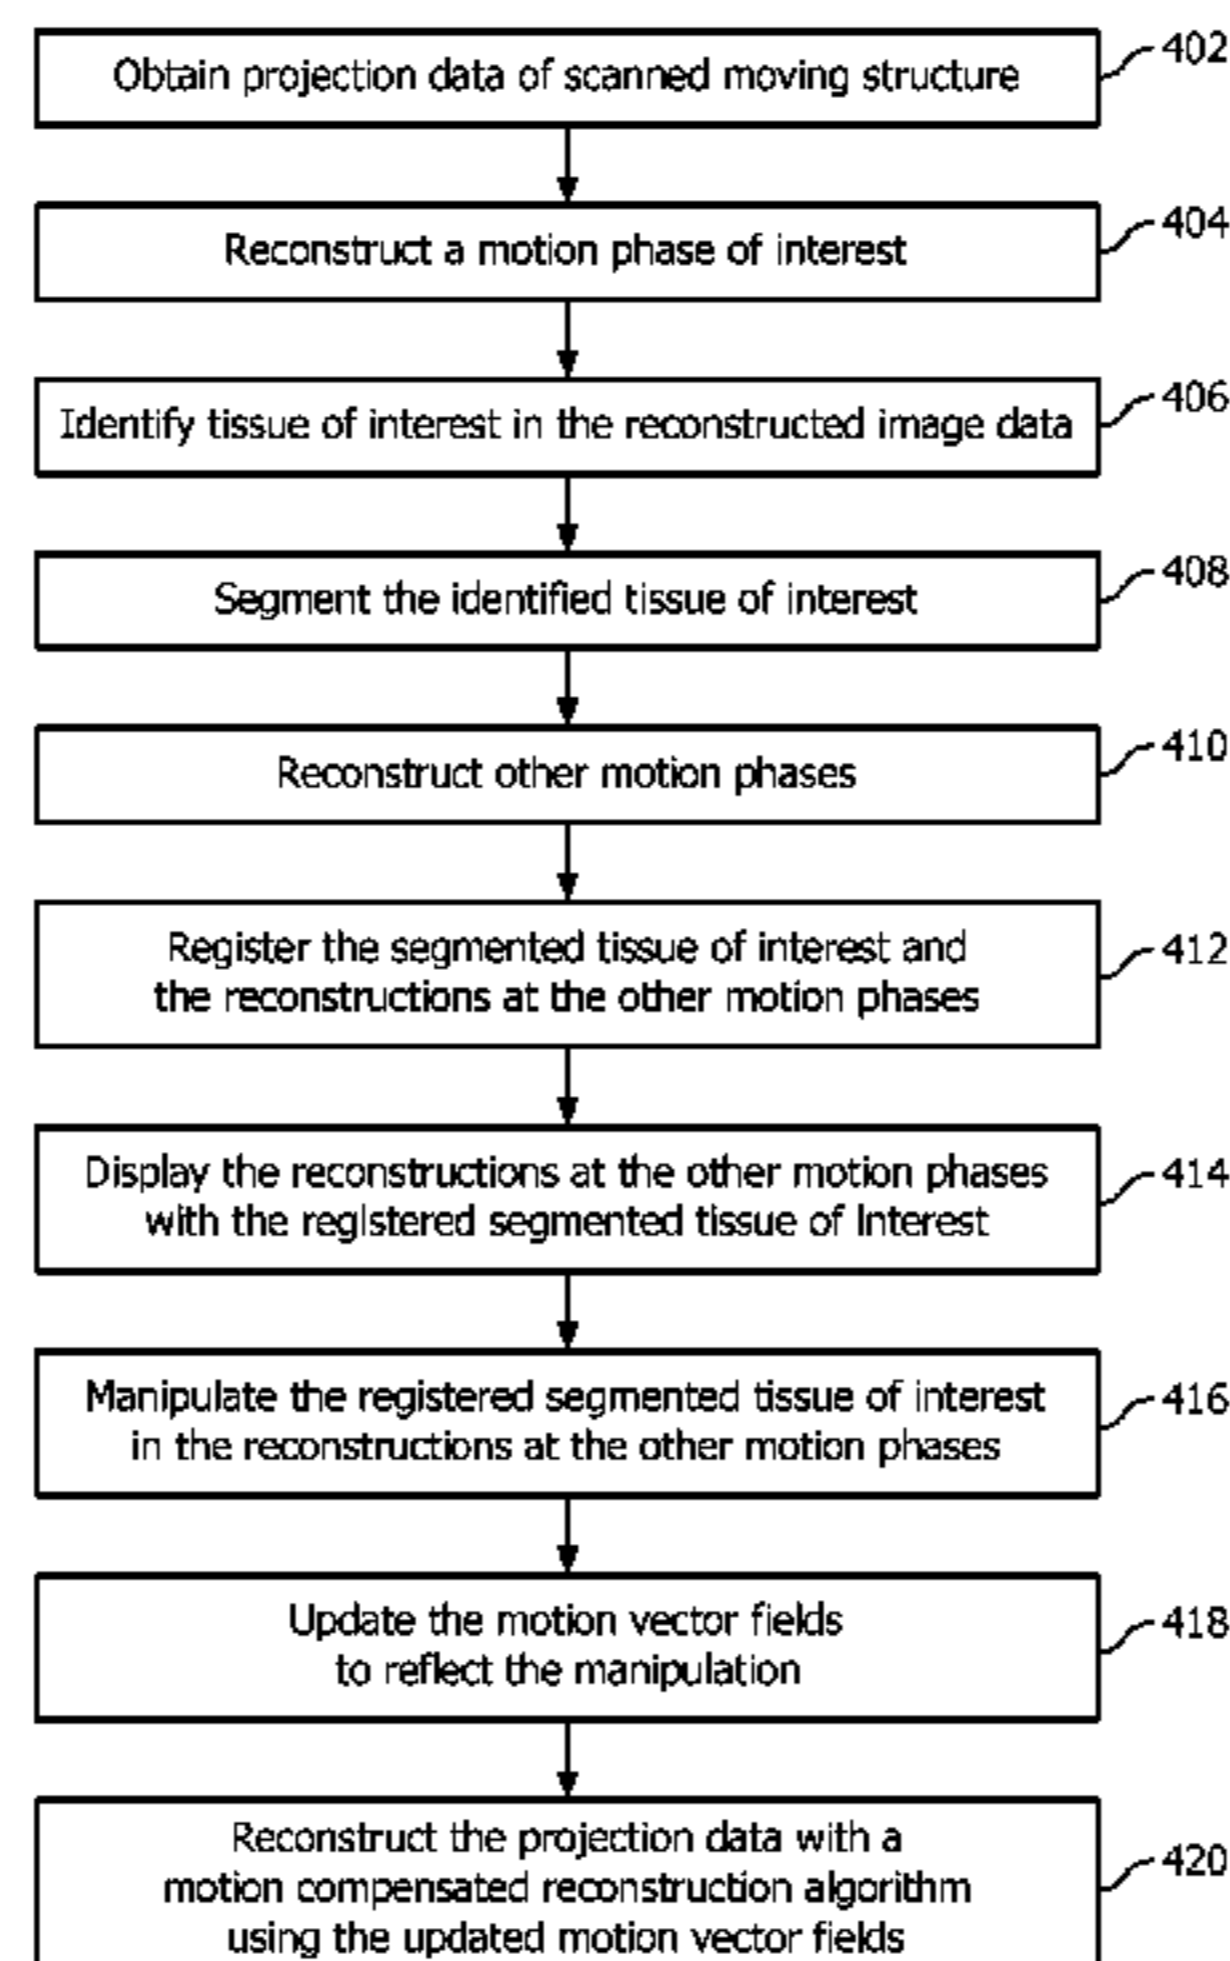 Obtain projection data of scanned moving structure
402
Reconstruct a motion phase of interest
404
Identify tissue of interest in the reconstructed image data
406
Segment the identified tissue of interest
408
Reconstruct other motion phases
410
Register the segmented tissue of interest and
the reconstructions at the other motion phases
412
Display the reconstructions at the other motion phases
with the registered segmented tissue of interest
414
Manipulate the registered segmented tissue of interest
in the reconstructions at the other motion phases
416
Update the motion vector fields
to reflect the manipulation
418
Reconstruct the projection data with a
motion compensated reconstruction algorithm
using the updated motion vector fields
420